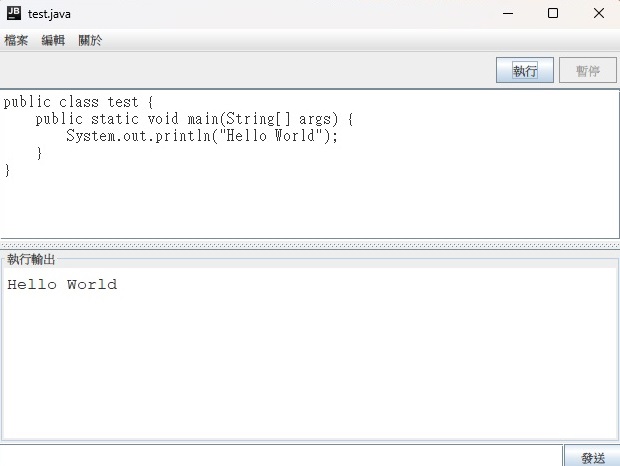 JB
test.java
檔案 編輯 關於
執行 暫停
public class test {
    public static void main(String[] args) {
        System.out.println("Hello World");
    }
}
執行輸出
Hello World
發送